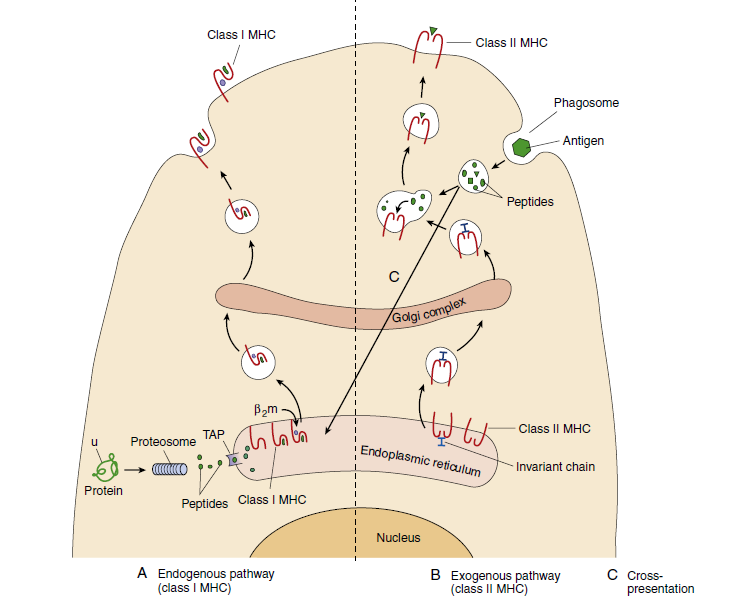 Class I MHC
Class II MHC
Phagosome
Antigen
Peptides
C
Golgi complex
β2m
Class II MHC
TAP
u
Proteosome
Endoplasmic reticulum
Invariant chain
Protein
Peptides
Class I MHC
Nucleus
A Endogenous pathway
(class I MHC)
B Exogenous pathway
(class II MHC)
C Cross-
presentation